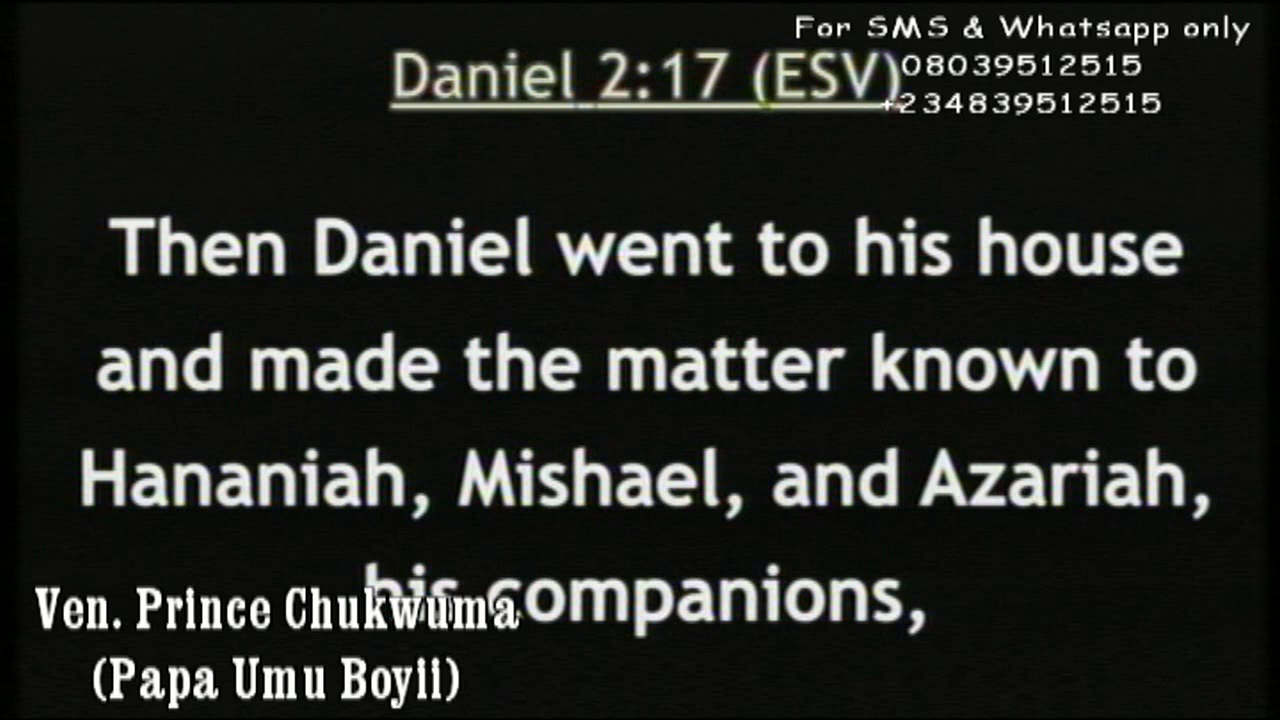 For SMS & Whatsapp only
Daniel 2:17 (ESV)
08039512515
+234839512515
Then Daniel went to his house
and made the matter known to
Hananiah, Mishael, and Azariah,
his companions,
Ven. Prince Chukwuma
(Papa Umu Boyii)